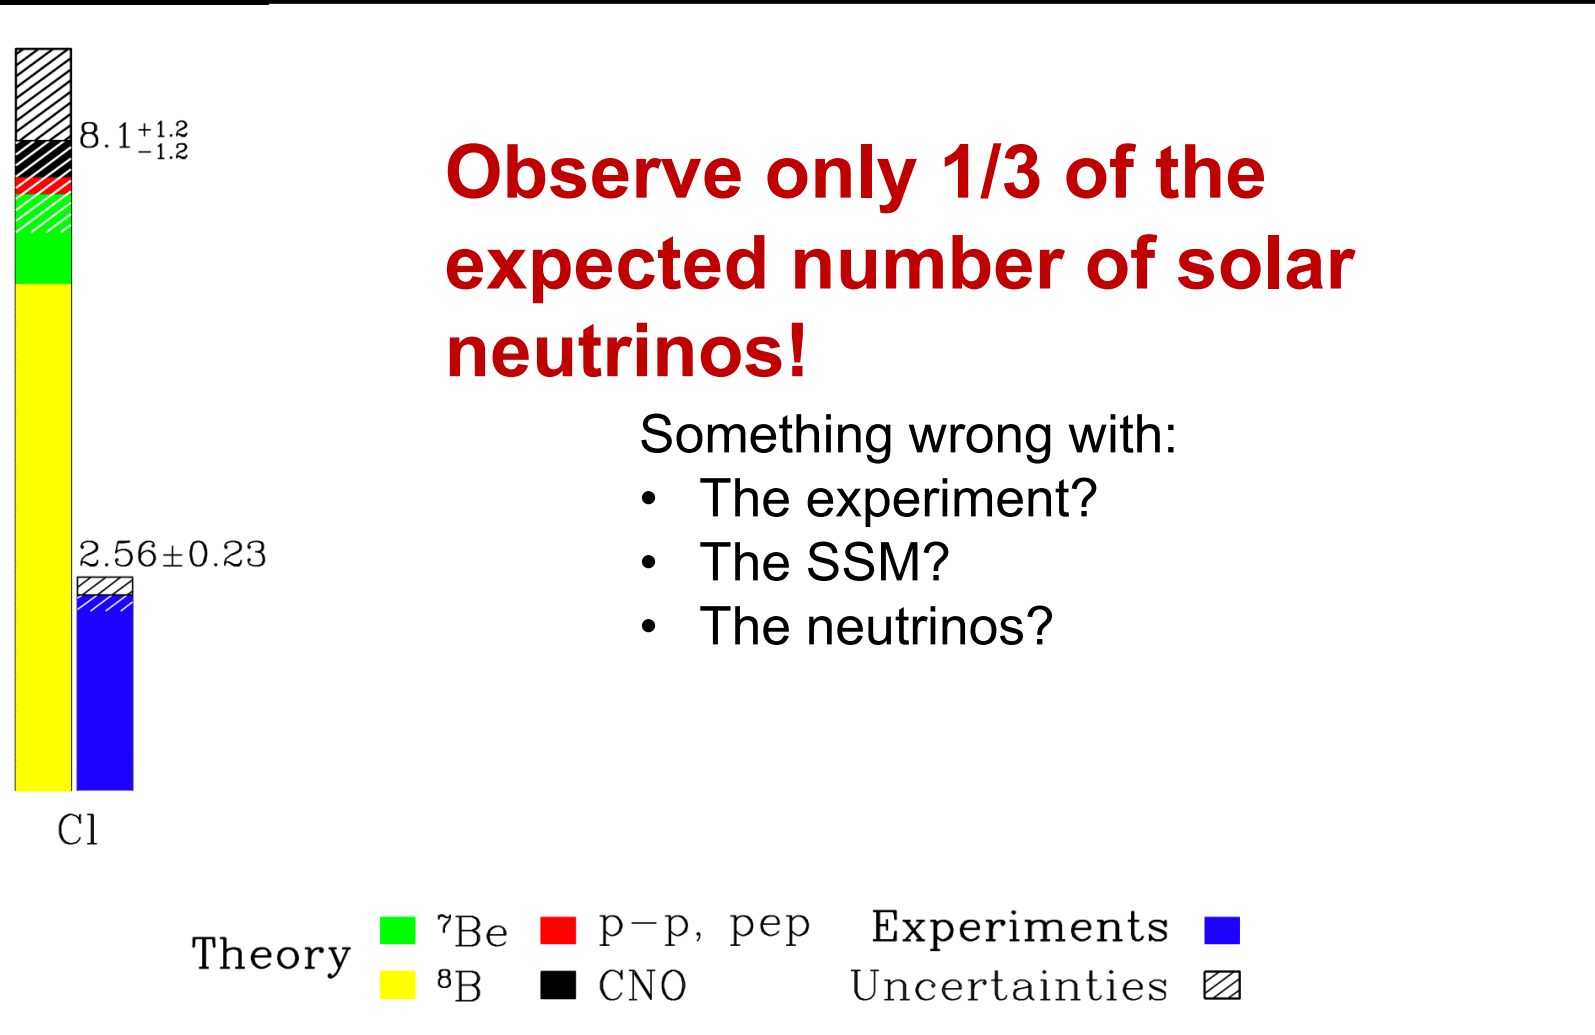 8.1 +1.2 −1.2
Observe only 1/3 of the
expected number of solar
neutrinos!
Something wrong with:
• The experiment?
• The SSM?
• The neutrinos?
2.56±0.23
Cl
Theory
⁷Be
p−p, pep
⁸B
CNO
Experiments
Uncertainties